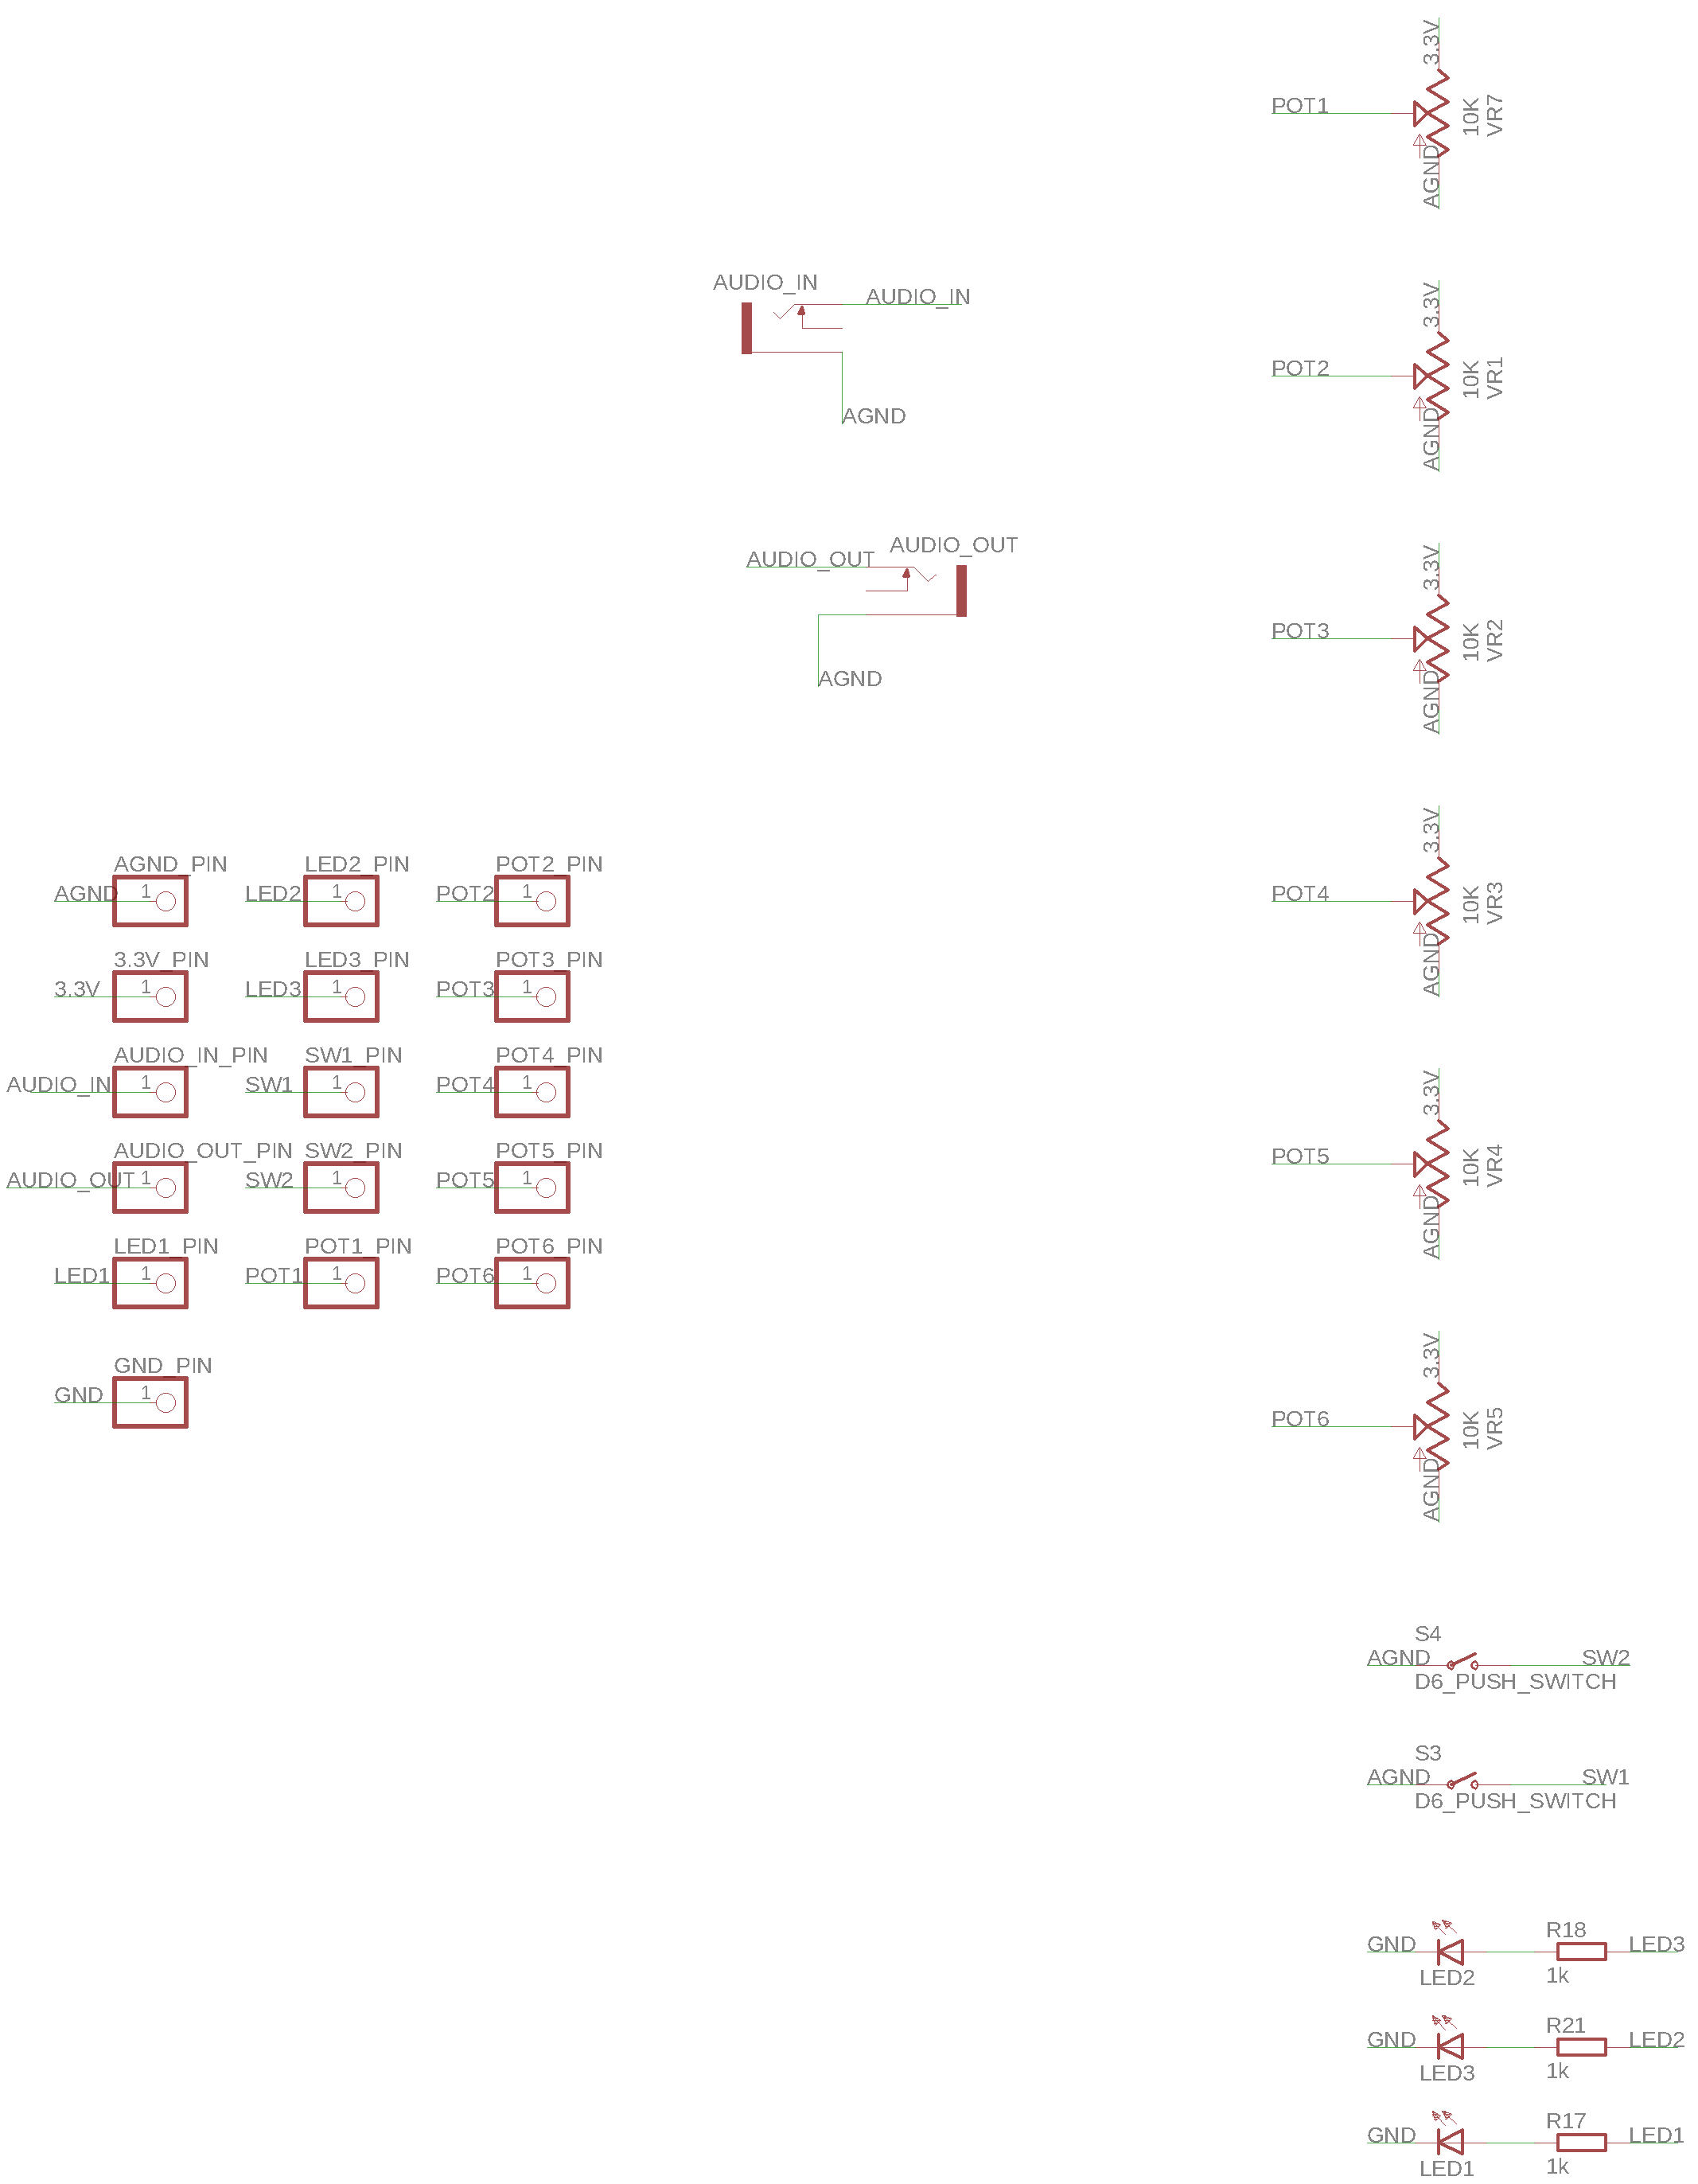 3.3V
POT1
10K
VR7
AGND
AUDIO_IN
AUDIO_IN
AGND
3.3V
POT2
10K
VR1
AGND
AUDIO_OUT
AUDIO_OUT
AGND
3.3V
POT3
10K
VR2
AGND
3.3V
POT4
10K
VR3
AGND
AGND_PIN LED2_PIN POT2_PIN
AGND 1 LED2 1 POT2 1
3.3V_PIN LED3_PIN POT3_PIN
3.3V 1 LED3 1 POT3 1
AUDIO_IN_PIN SW1_PIN POT4_PIN
AUDIO_IN 1 SW1 1 POT4 1
AUDIO_OUT_PIN SW2_PIN POT5_PIN
AUDIO_OUT 1 SW2 1 POT5 1
LED1_PIN POT1_PIN POT6_PIN
LED1 1 POT1 1 POT6 1
GND_PIN
GND 1
3.3V
POT5
10K
VR4
AGND
3.3V
POT6
10K
VR5
AGND
S4
AGND SW2
D6_PUSH_SWITCH
S3
AGND SW1
D6_PUSH_SWITCH
R18
GND LED3
LED2 1k
R21
GND LED2
LED3 1k
R17
GND LED1
LED1 1k